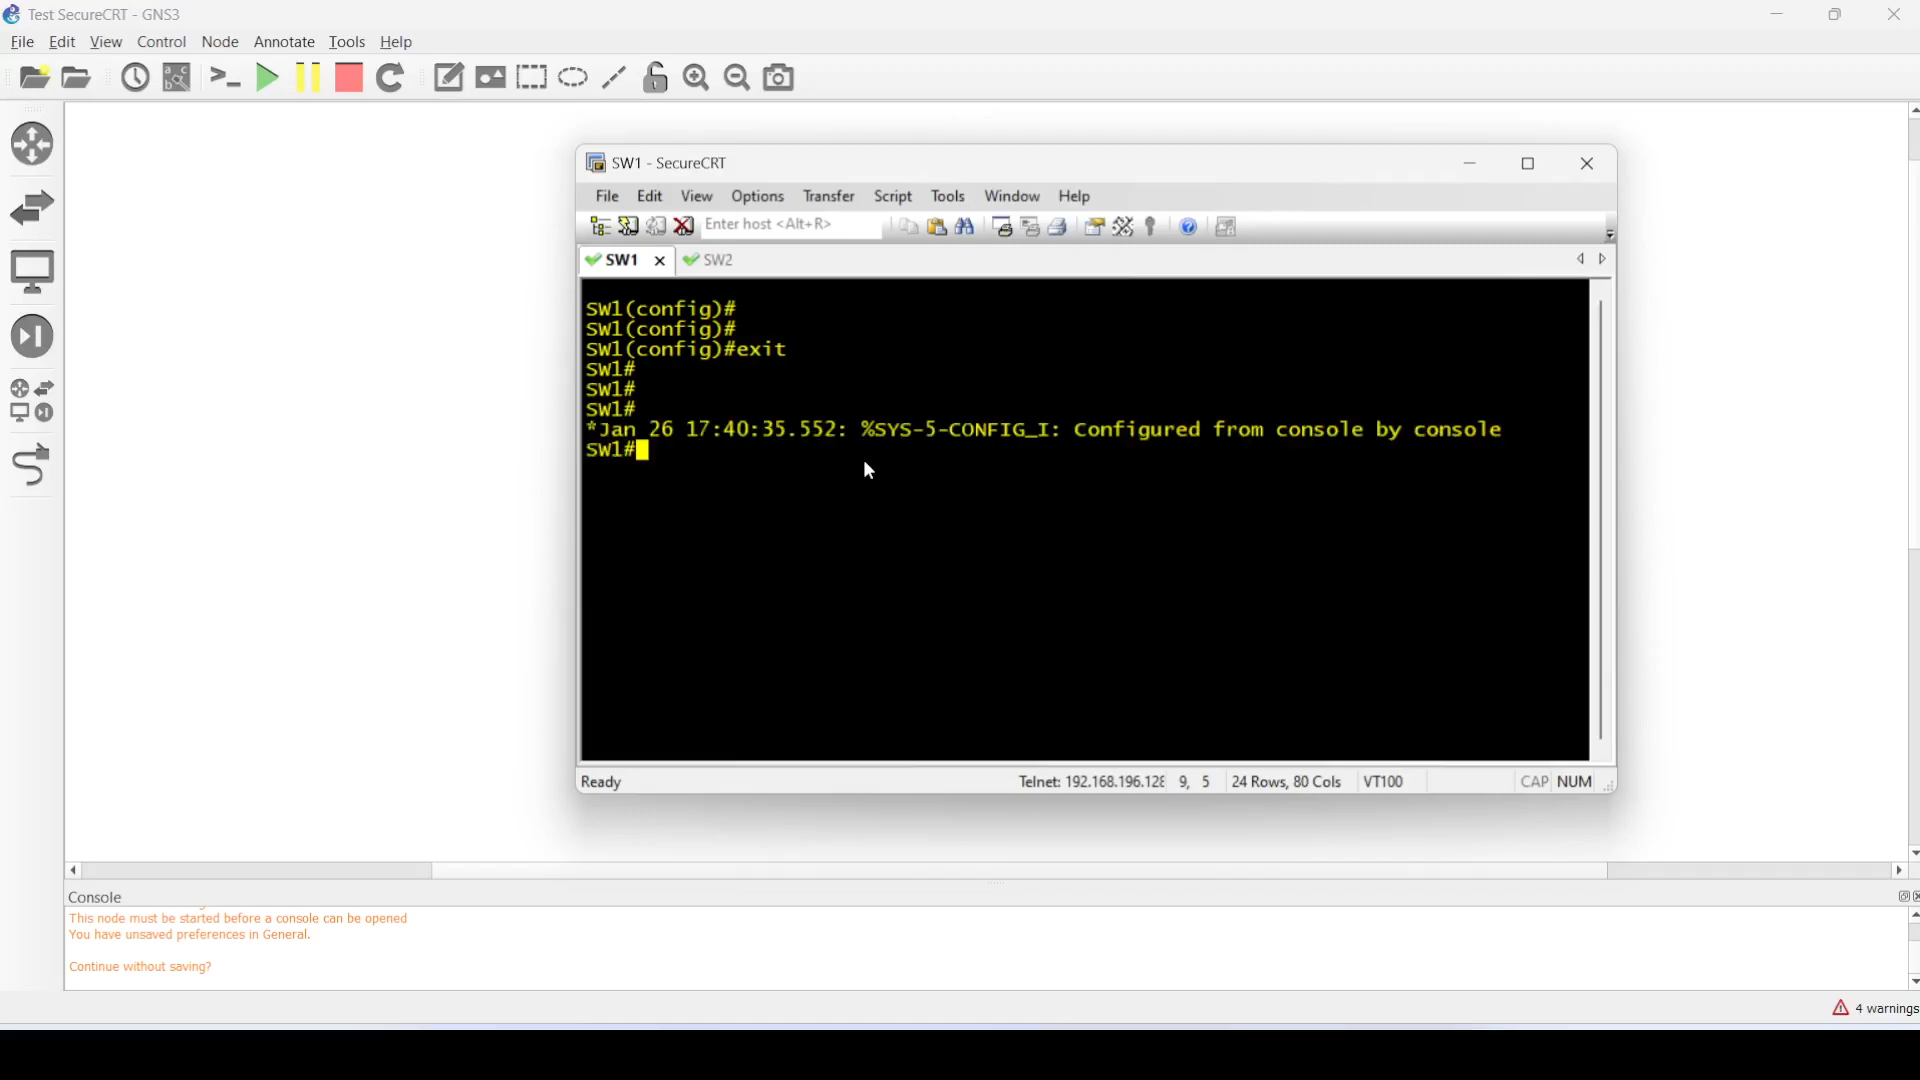 Test SecureCRT - GNS3
File Edit View Control Node Annotate Tools Help
SW1 - SecureCRT
File Edit View Options Transfer Script Tools Window Help
Enter host <Alt+R>
SW1 SW2
SW1(config)#
SW1(config)#
SW1(config)#exit
SW1#
SW1#
SW1#
*Jan 26 17:40:35.552: %SYS-5-CONFIG_I: Configured from console by console
SW1#
Ready Telnet: 192.168.196.128 9, 5 24 Rows, 80 Cols VT100 CAP NUM
Console
This node must be started before a console can be opened
You have unsaved preferences in General.
Continue without saving?
4 warnings